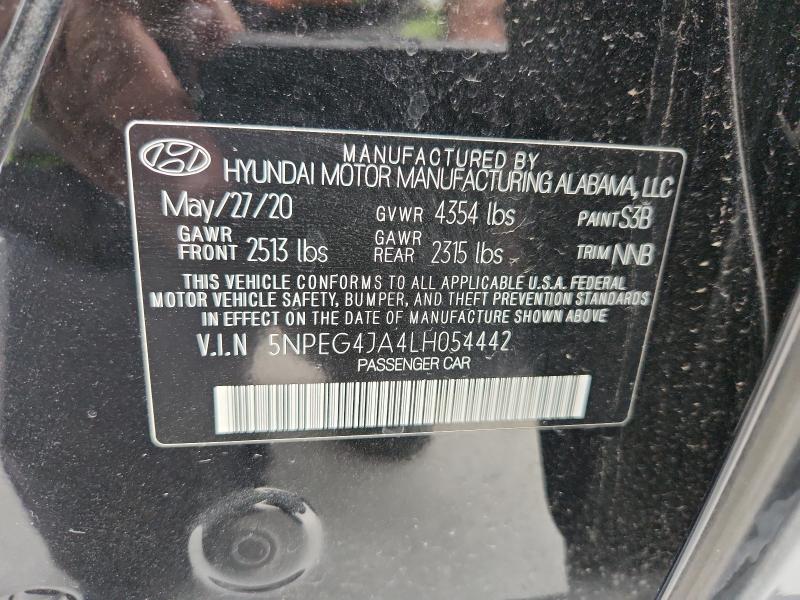 MANUFACTURED BY
HYUNDAI MOTOR MANUFACTURING ALABAMA, LLC
May/27/20 GVWR 4354 lbs PAINT S3B
GAWR FRONT 2513 lbs GAWR REAR 2315 lbs TRIM NNB
THIS VEHICLE CONFORMS TO ALL APPLICABLE U.S.A. FEDERAL
MOTOR VEHICLE SAFETY, BUMPER, AND THEFT PREVENTION STANDARDS
IN EFFECT ON THE DATE OF MANUFACTURE SHOWN ABOVE
V.I.N 5NPEG4JA4LH054442
PASSENGER CAR